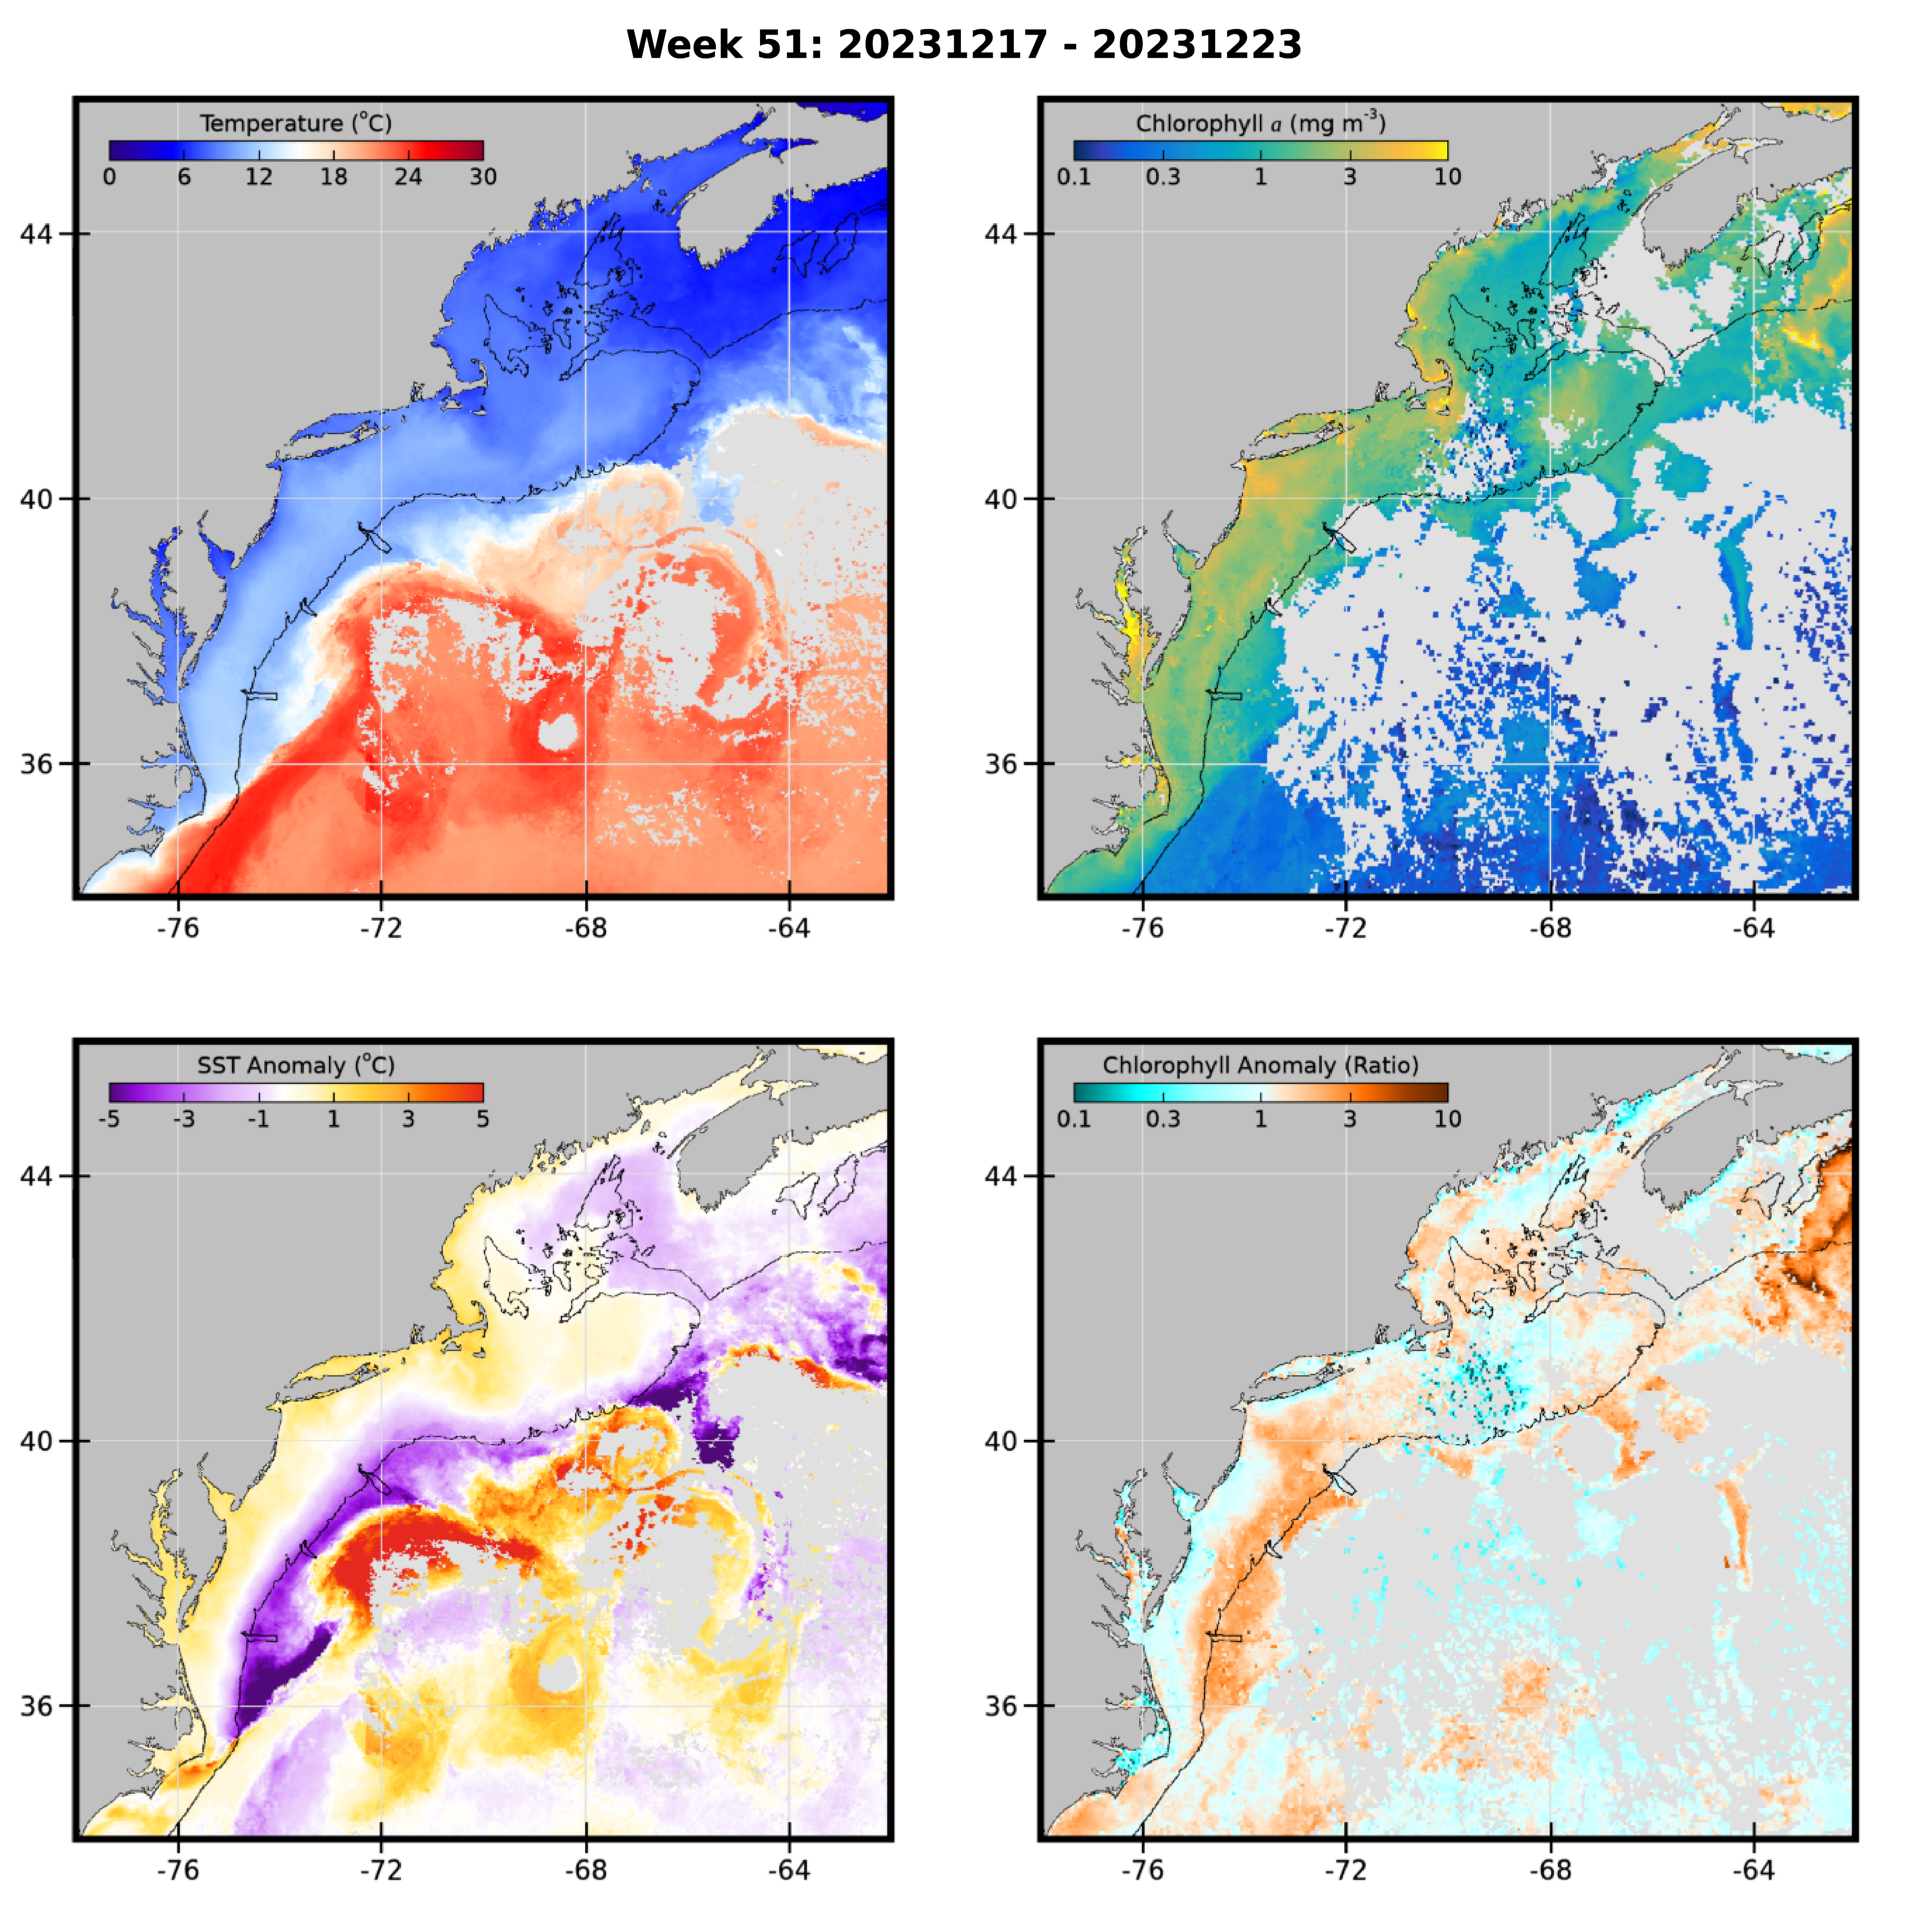 Week 51: 20231217 - 20231223
Temperature (°C)
0 6 12 18 24 30
44
40
36
-76 -72 -68 -64
Chlorophyll a (mg m⁻³)
0.1 0.3 1 3 10
44
40
36
-76 -72 -68 -64
SST Anomaly (°C)
-5 -3 -1 1 3 5
44
40
36
-76 -72 -68 -64
Chlorophyll Anomaly (Ratio)
0.1 0.3 1 3 10
44
40
36
-76 -72 -68 -64